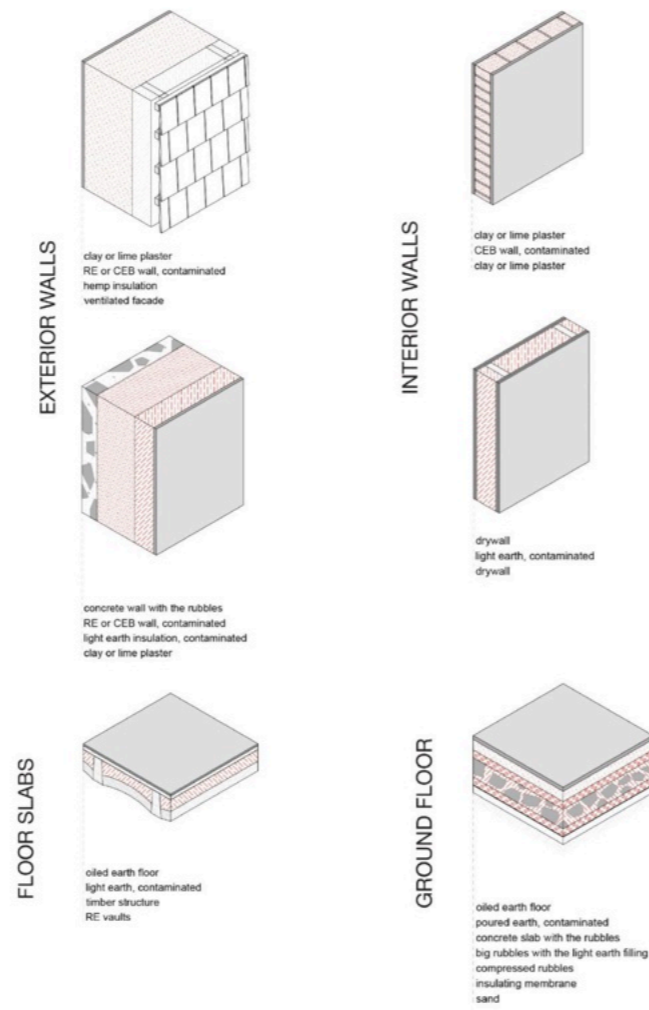 EXTERIOR WALLS
clay or lime plaster
RE or CEB wall, contaminated
hemp insulation
ventilated facade
concrete wall with the rubbles
RE or CEB wall, contaminated
light earth insulation, contaminated
clay or lime plaster
INTERIOR WALLS
clay or lime plaster
CEB wall, contaminated
clay or lime plaster
drywall
light earth, contaminated
drywall
FLOOR SLABS
oiled earth floor
light earth, contaminated
timber structure
RE vaults
GROUND FLOOR
oiled earth floor
poured earth, contaminated
concrete slab with the rubbles
big rubbles with the light earth filling
compressed rubbles
insulating membrane
sand